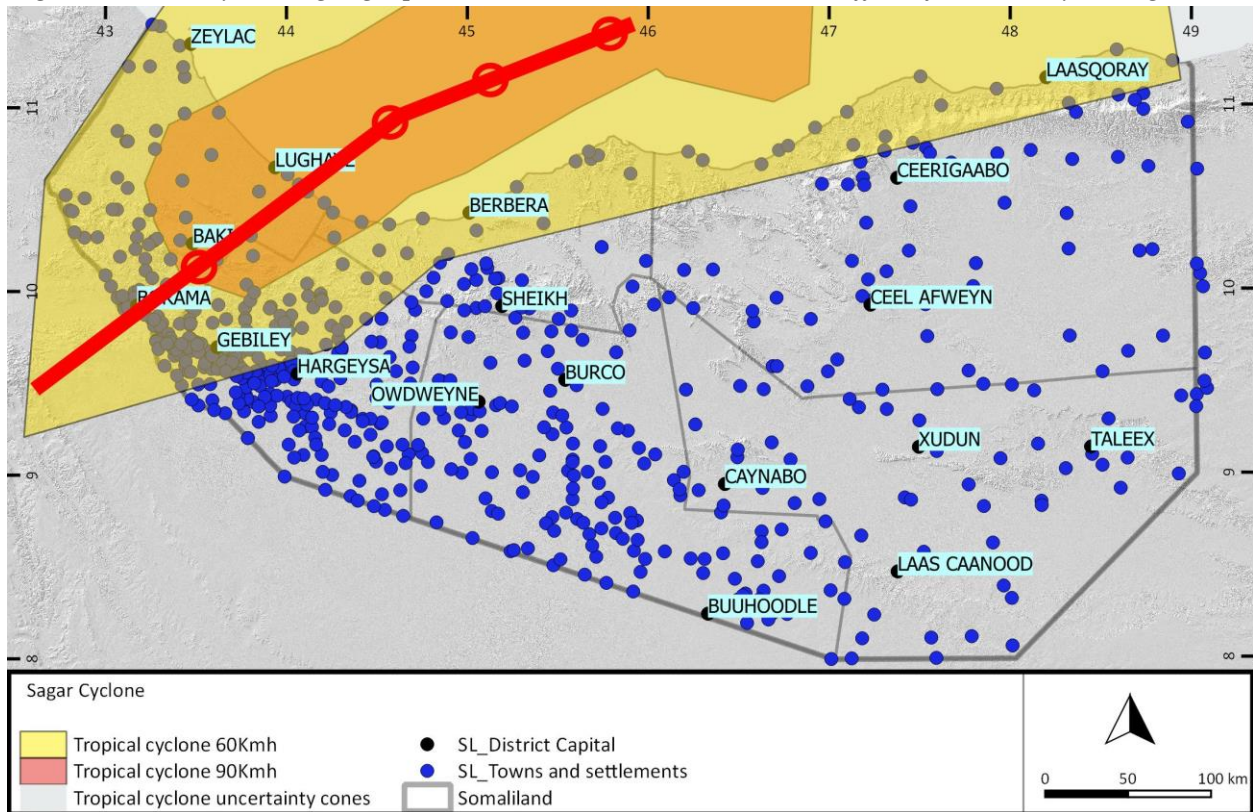 43 44 45 46 47 48 49
ZEYLAC
LAASQORAY
11 11
LUGHAYE
CEERIGAABO
BERBERA
BAKI
10 10
BORAMA
SHEIKH
CEEL AFWEYN
GEBILEY
HARGEYSA
BURCO
OWDWEYNE
XUDUN
TALEEX
9 9
CAYNABO
LAAS CAANOOD
BUUHOODLE
8 8
Sagar Cyclone
Tropical cyclone 60Kmh
Tropical cyclone 90Kmh
Tropical cyclone uncertainty cones
SL_District Capital
SL_Towns and settlements
Somaliland
0 50 100 km